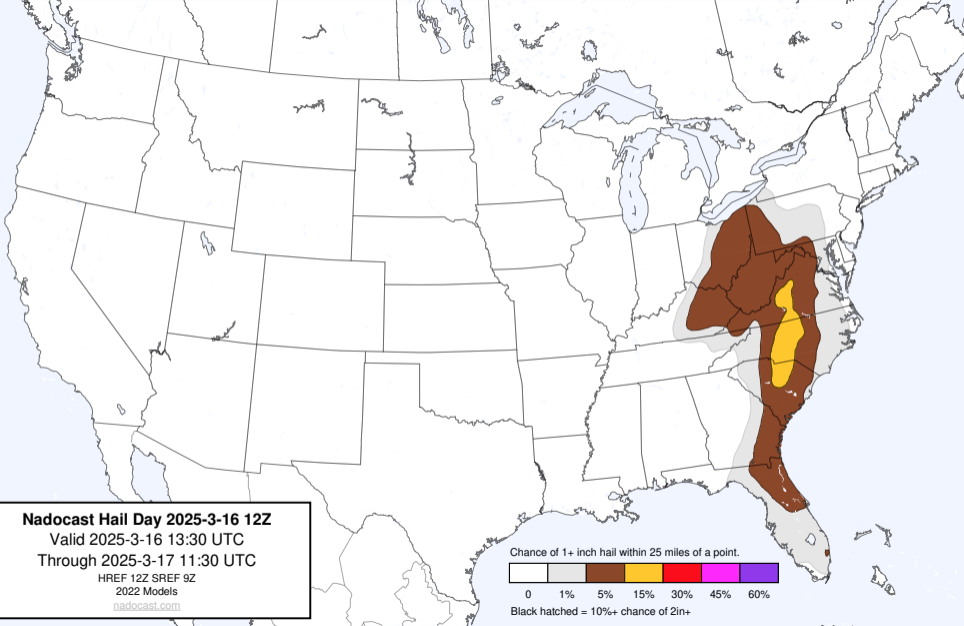 Nadocast Hail Day 2025-3-16 12Z
Valid 2025-3-16 13:30 UTC
Through 2025-3-17 11:30 UTC
HREF 12Z SREF 9Z
2022 Models
nadocast.com
Chance of 1+ inch hail within 25 miles of a point.
0 1% 5% 15% 30% 45% 60%
Black hatched = 10%+ chance of 2in+